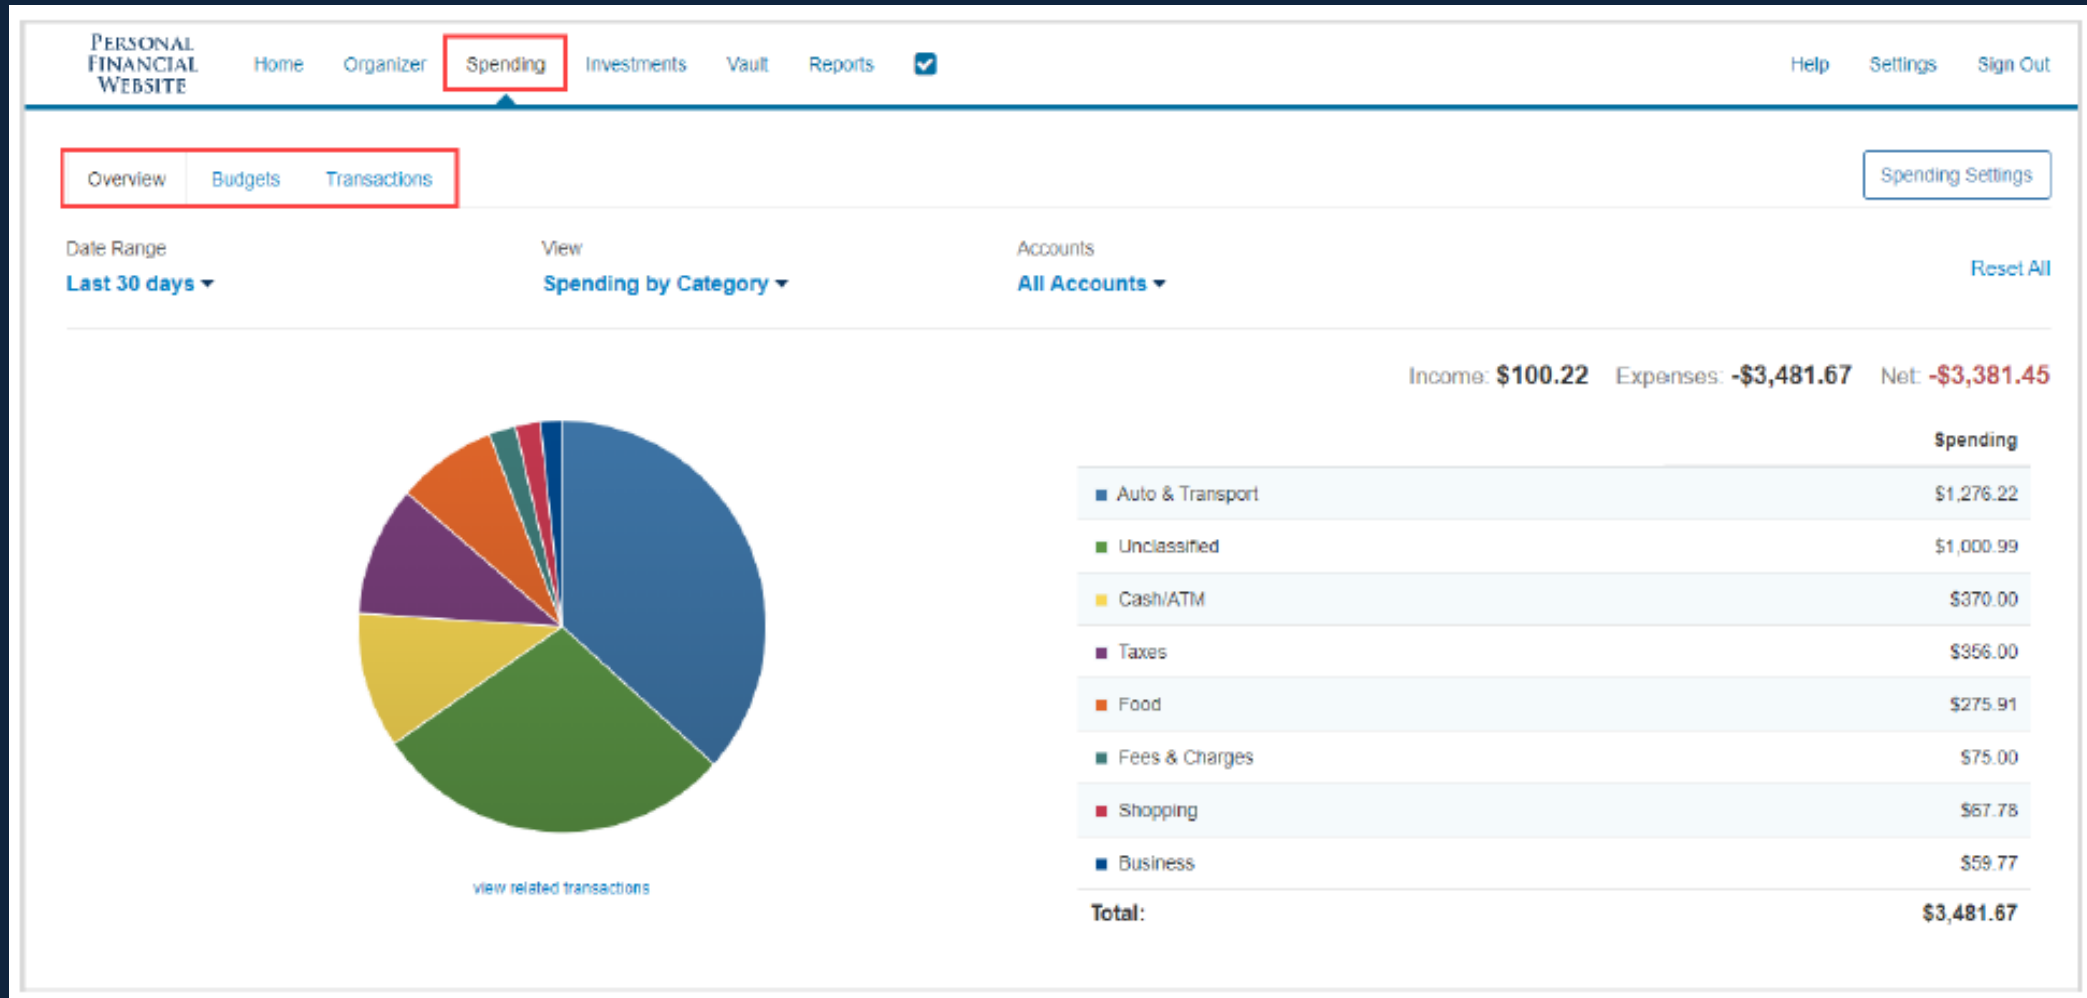 PERSONAL
FINANCIAL
WEBSITE
Home Organizer Spending Investments Vault Reports
Help Settings Sign Out
Overview Budgets Transactions
Spending Settings
Date Range View Accounts
Last 30 days Spending by Category All Accounts
Reset All
Income: $100.22 Expenses: -$3,481.67 Net: -$3,381.45
Spending
Auto & Transport $1,276.22
Unclassified $1,000.99
Cash/ATM $370.00
Taxes $356.00
Food $275.91
Fees & Charges $75.00
Shopping $67.78
Business $59.77
Total: $3,481.67
view related transactions